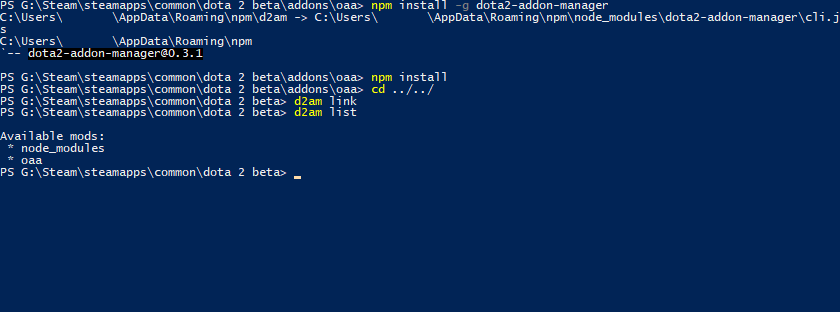 PS G:\Steam\steamapps\common\dota 2 beta\addons\oaa> npm install -g dota2-addon-manager
C:\Users\       \AppData\Roaming\npm\d2am -> C:\Users\       \AppData\Roaming\npm\node_modules\dota2-addon-manager\cli.j
s
C:\Users\       \AppData\Roaming\npm
`-- dota2-addon-manager@0.3.1
PS G:\Steam\steamapps\common\dota 2 beta\addons\oaa> npm install
PS G:\Steam\steamapps\common\dota 2 beta\addons\oaa> cd ../../
PS G:\Steam\steamapps\common\dota 2 beta> d2am link
PS G:\Steam\steamapps\common\dota 2 beta> d2am list
Available mods:
 * node_modules
 * oaa
PS G:\Steam\steamapps\common\dota 2 beta> _